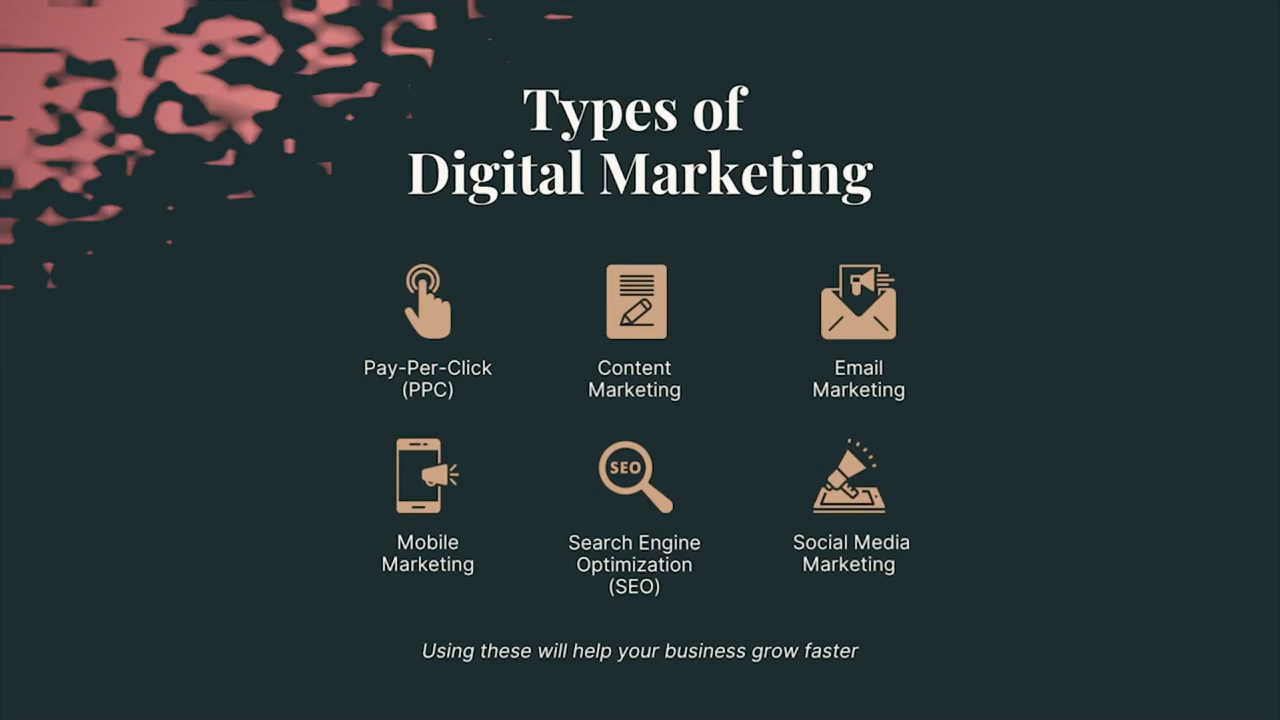 Types of
Digital Marketing
Pay-Per-Click
(PPC)
Content
Marketing
Email
Marketing
Mobile
Marketing
SEO
Search Engine
Optimization
(SEO)
Social Media
Marketing
Using these will help your business grow faster